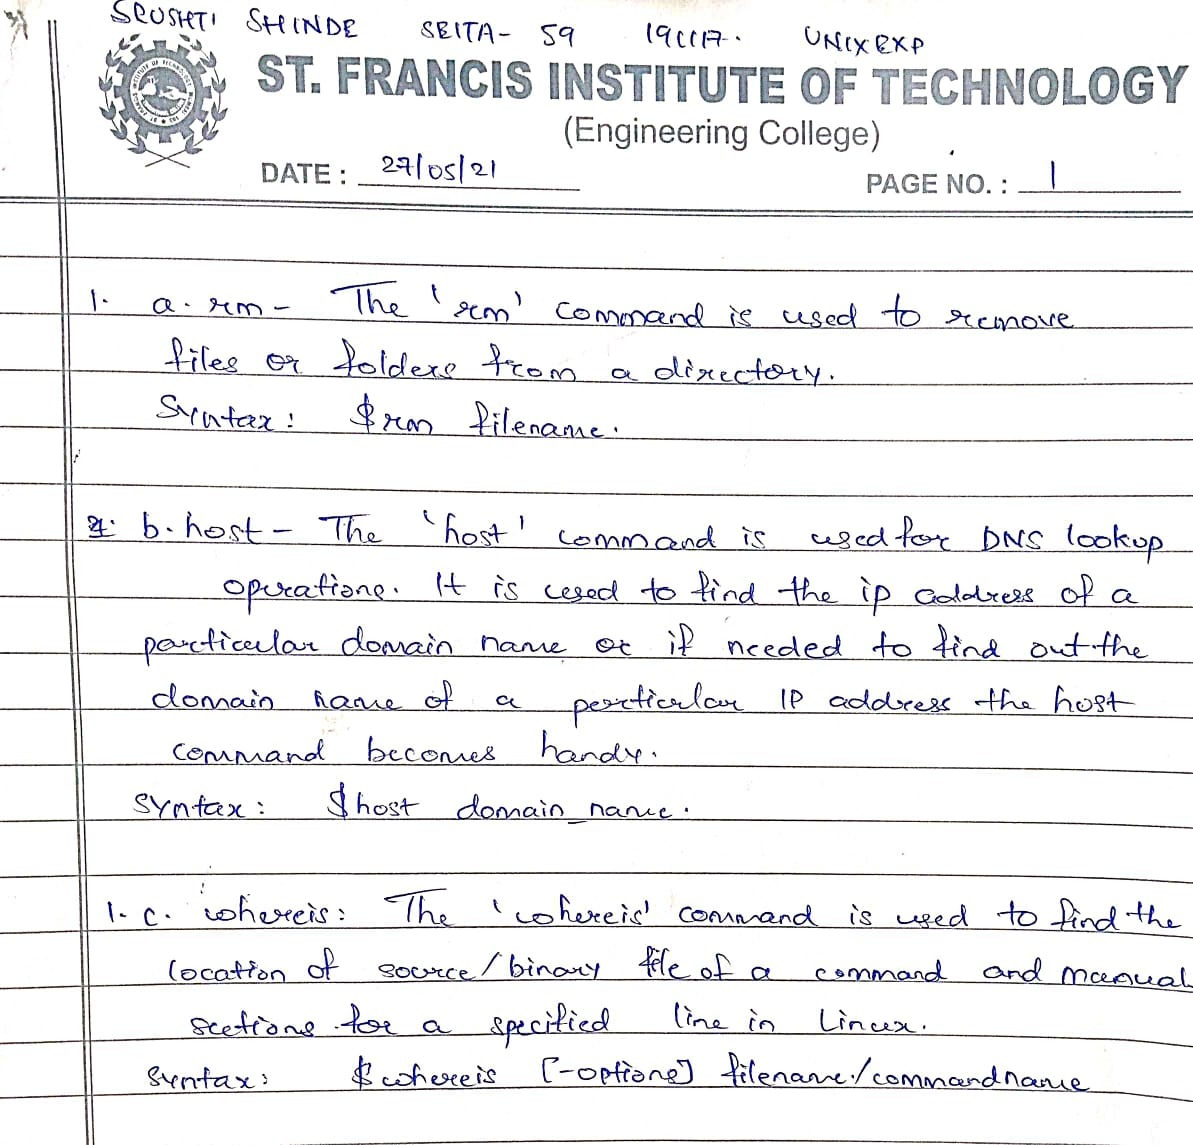 SRUSHTI SHINDE SEITA- 59 191117. UNIX EXP
ST. FRANCIS INSTITUTE OF TECHNOLOGY
(Engineering College)
DATE : 27/05/21 PAGE NO. : 1
1. a. rm - The 'rm' command is used to remove
files or folders from a directory.
Syntax: $rm filename.
b. host - The 'host' command is used for DNS lookup
operations. It is used to find the ip address of a
particular domain name or if needed to find out the
domain name of a particular IP address the host
command becomes handy.
Syntax: $host domain_name.
1. c. whereis: The 'whereis' command is used to find the
location of source/binary file of a command and manual
sections for a specified line in Linux.
Syntax: $whereis [-options] filename/commandname